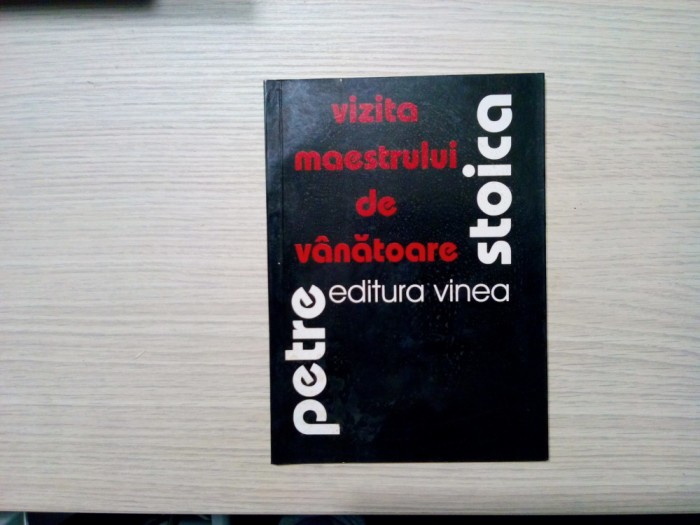 vizita
maestrului
de
vânătoare
petre
stoica
editura vinea